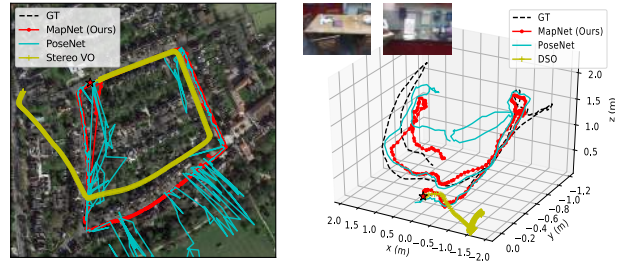 GT
MapNet (Ours)
PoseNet
Stereo VO
GT
MapNet (Ours)
PoseNet
DSO
2.0
1.5
1.0
0.5
z (m)
2.0 1.5 1.0 0.5 0.0 −0.5 −1.0 −1.5 −2.0
x (m)
0.0 −0.2 −0.4 −0.6 −0.8 −1.0 −1.2
y (m)